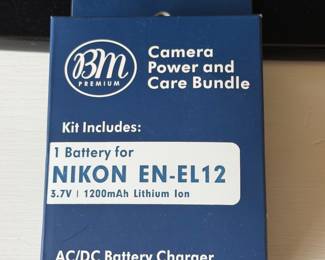 BM
PREMIUM
Camera
Power and
Care Bundle
Kit Includes:
1 Battery for
NIKON EN-EL12
3.7V | 1200mAh Lithium Ion
AC/DC Battery Charger